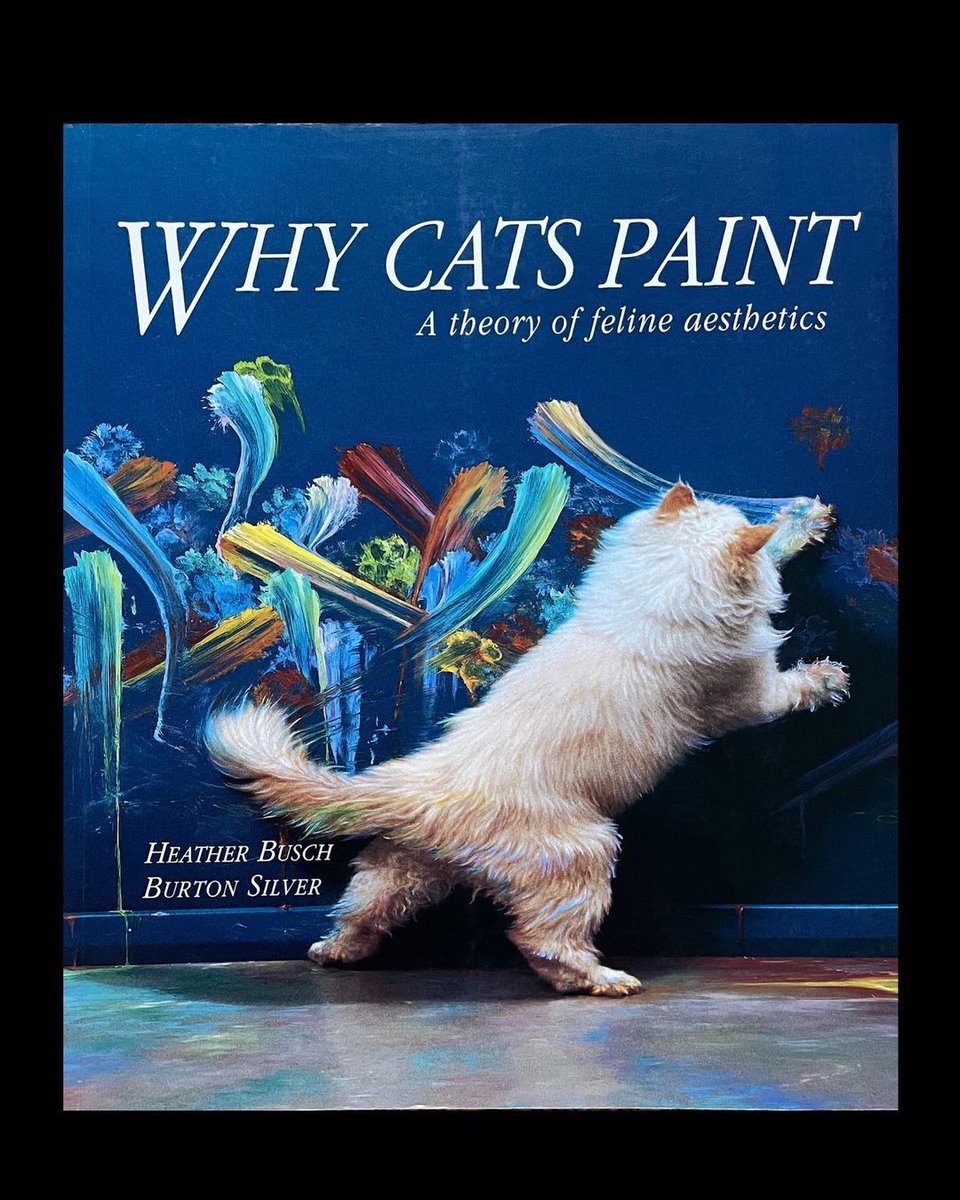 WHY CATS PAINT
A theory of feline aesthetics
HEATHER BUSCH
BURTON SILVER